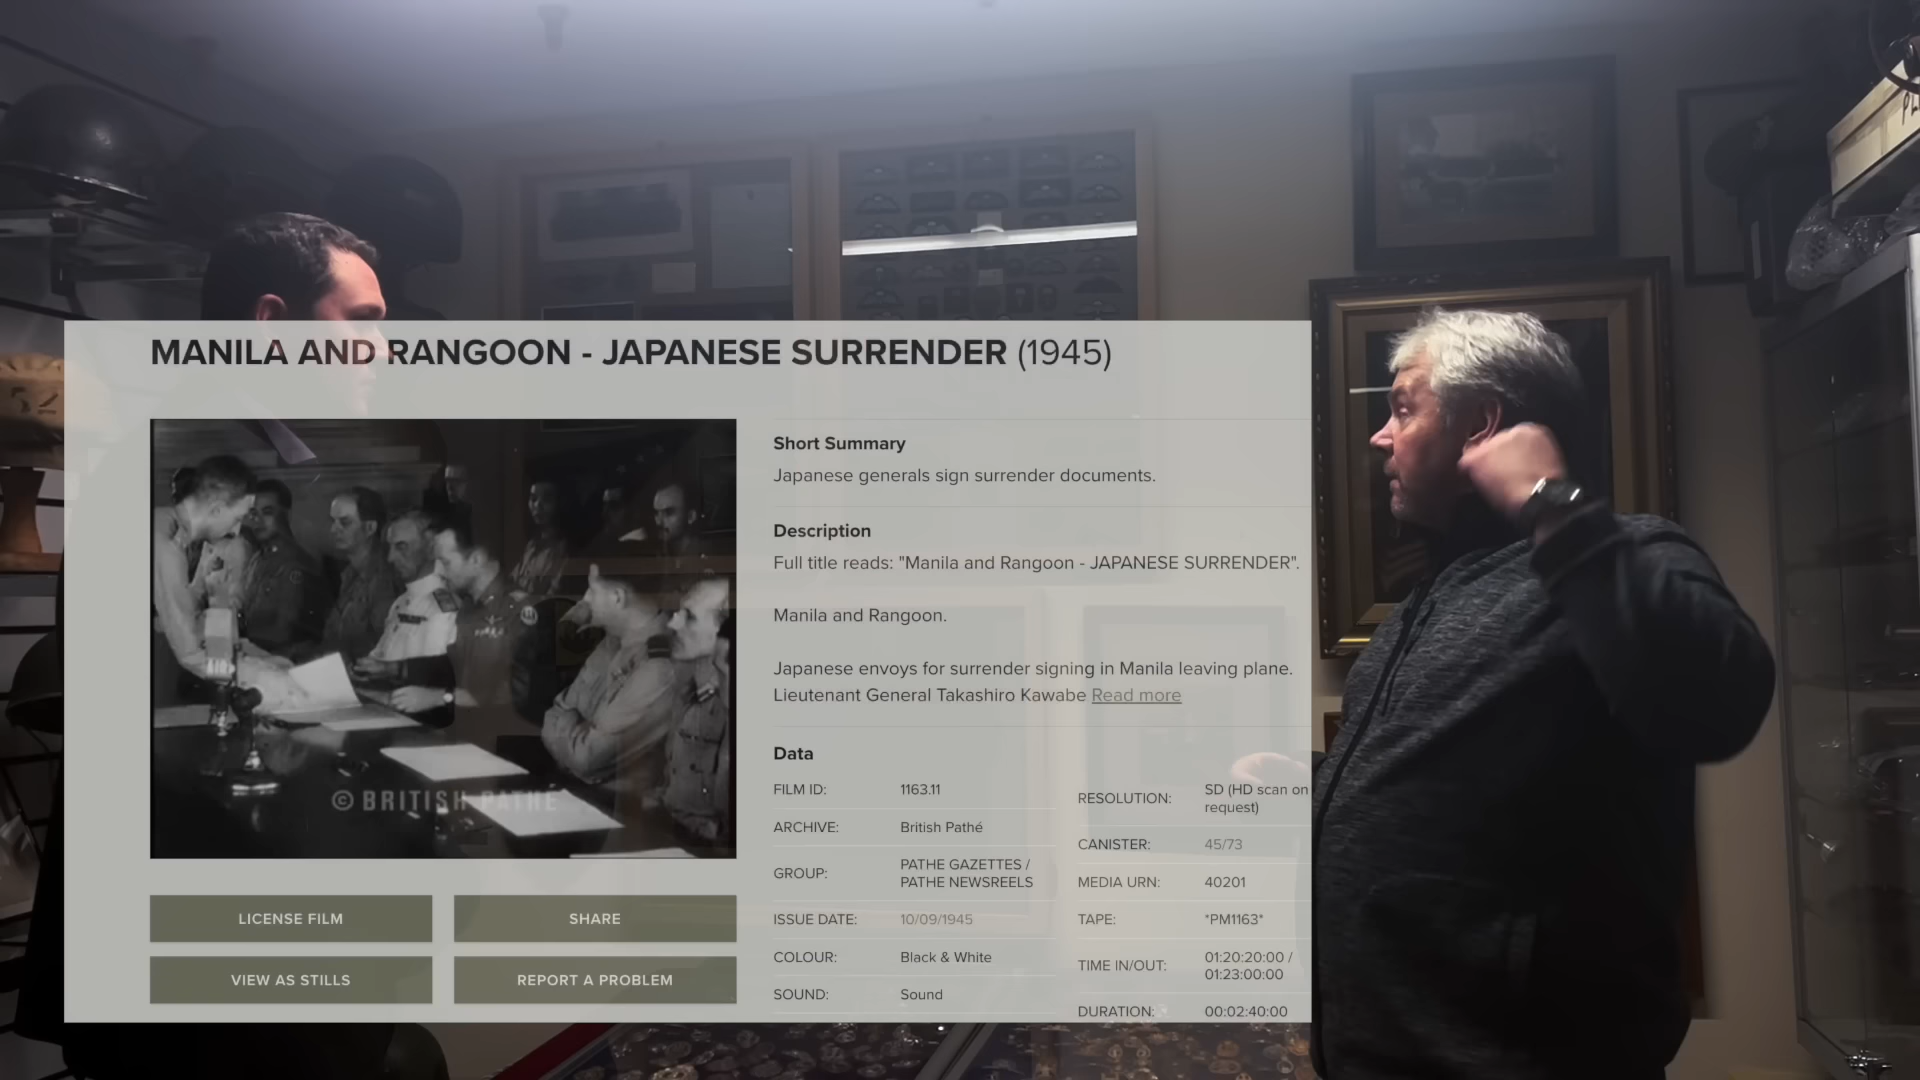 MANILA AND RANGOON - JAPANESE SURRENDER (1945)
© BRITISH PATHÉ
LICENSE FILM
SHARE
VIEW AS STILLS
REPORT A PROBLEM
Short Summary
Japanese generals sign surrender documents.
Description
Full title reads: "Manila and Rangoon - JAPANESE SURRENDER".
Manila and Rangoon.
Japanese envoys for surrender signing in Manila leaving plane.
Lieutenant General Takashiro Kawabe Read more
Data
FILM ID: 1163.11
ARCHIVE: British Pathé
GROUP: PATHE GAZETTES /
PATHE NEWSREELS
ISSUE DATE: 10/09/1945
COLOUR: Black & White
SOUND: Sound
RESOLUTION: SD (HD scan on
request)
CANISTER: 45/73
MEDIA URN: 40201
TAPE: *PM1163*
TIME IN/OUT: 01:20:20:00 /
01:23:00:00
DURATION: 00:02:40:00